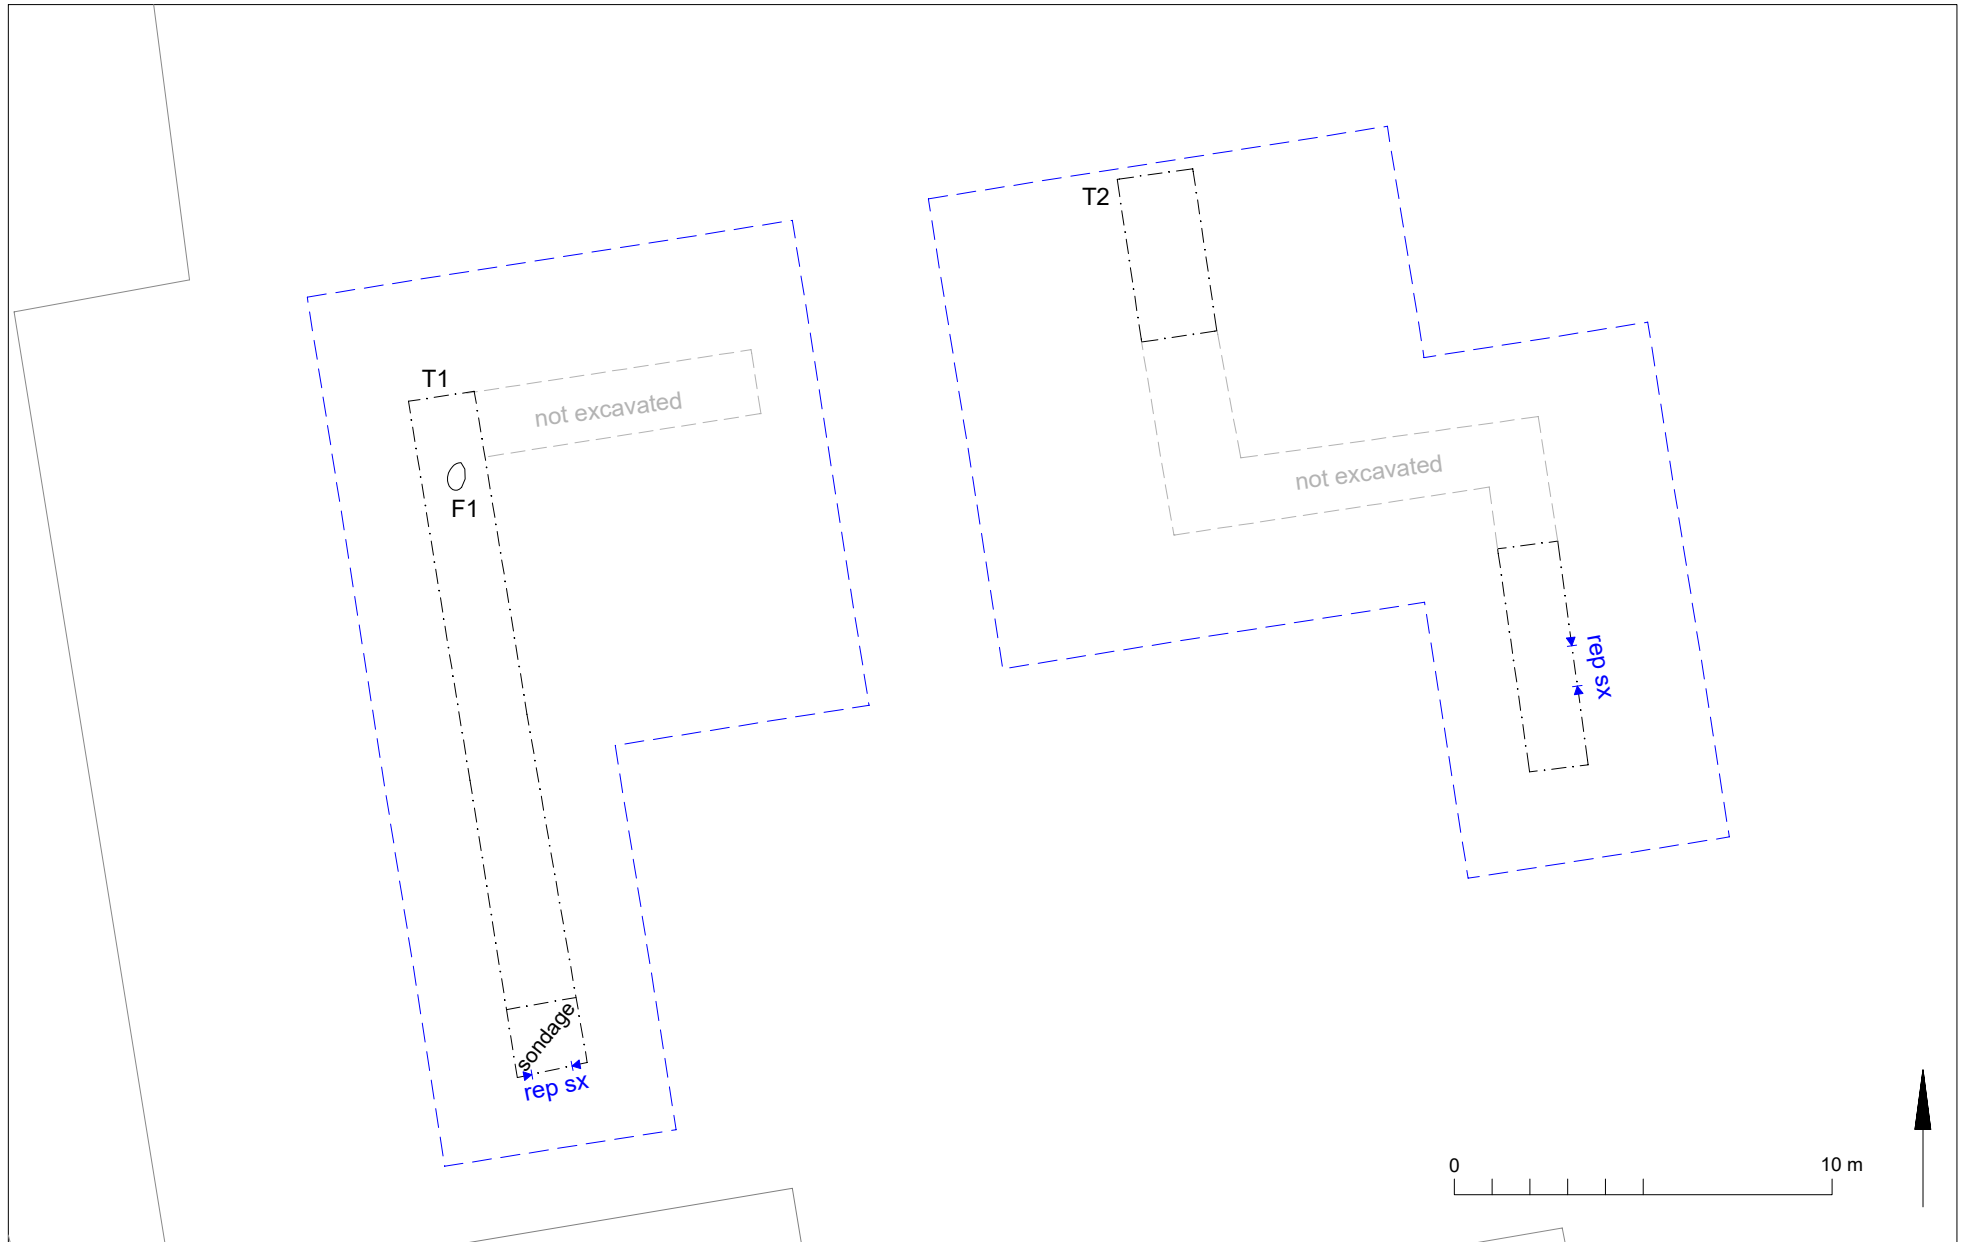 T2
T1
not excavated
F1
not excavated
rep sx
sondage
rep sx
0
10 m